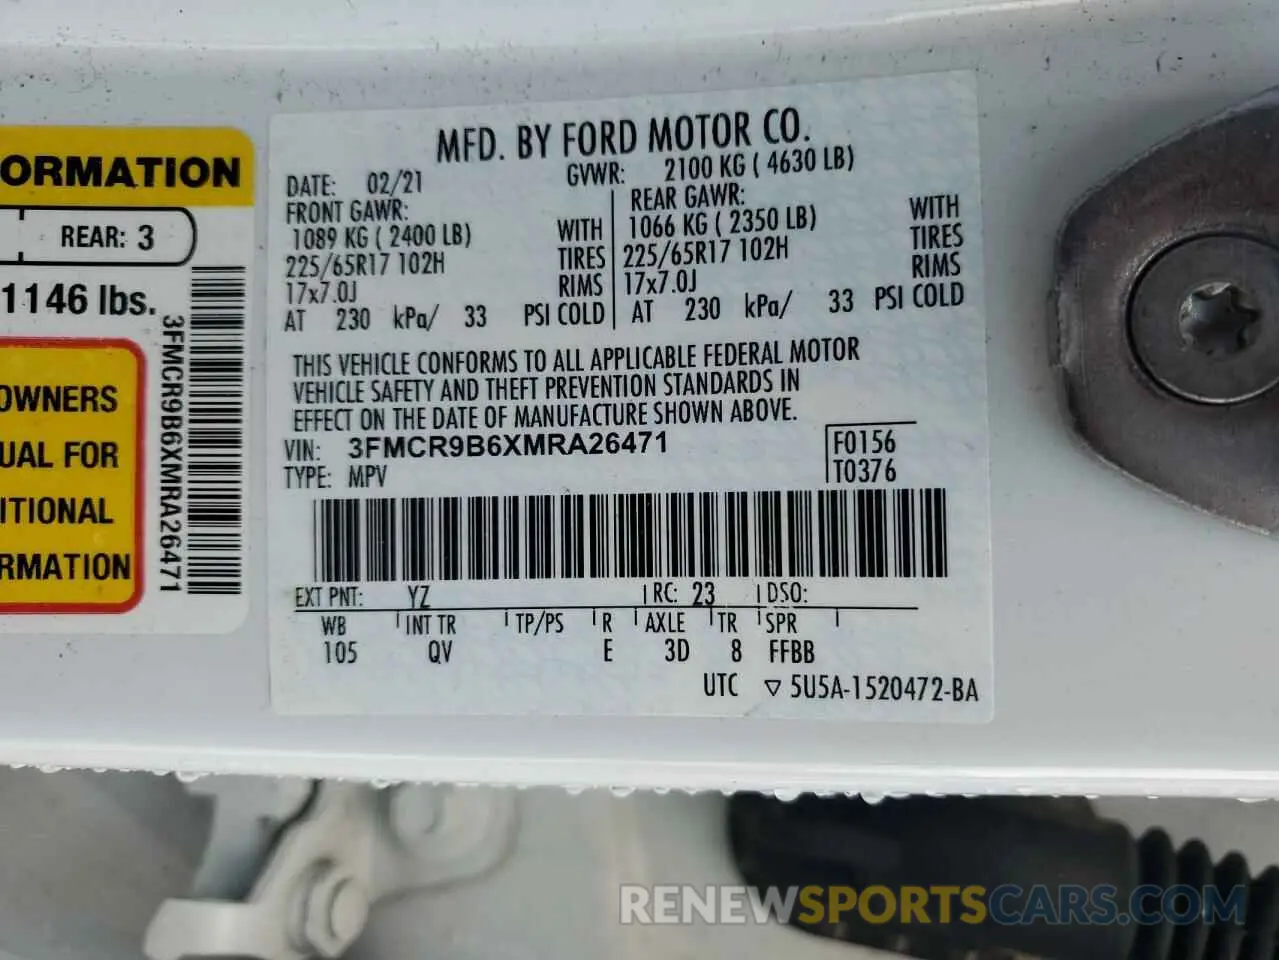 ORMATION
REAR: 3
1146 lbs.
OWNERS
UAL FOR
ITIONAL
RMATION
3FMCR9B6XMRA26471
MFD. BY FORD MOTOR CO.
DATE: 02/21 GVWR: 2100 KG ( 4630 LB)
FRONT GAWR:
1089 KG ( 2400 LB) WITH
225/65R17 102H TIRES
17x7.0J RIMS
AT 230 kPa/ 33 PSI COLD
REAR GAWR:
1066 KG ( 2350 LB) WITH
225/65R17 102H TIRES
17x7.0J RIMS
AT 230 kPa/ 33 PSI COLD
THIS VEHICLE CONFORMS TO ALL APPLICABLE FEDERAL MOTOR
VEHICLE SAFETY AND THEFT PREVENTION STANDARDS IN
EFFECT ON THE DATE OF MANUFACTURE SHOWN ABOVE.
VIN: 3FMCR9B6XMRA26471
TYPE: MPV
F0156
T0376
EXT PNT: YZ RC: 23 DSO:
WB INT TR TP/PS R AXLE TR SPR
105 QV E 3D 8 FFBB
UTC ▽ 5U5A-1520472-BA
RENEWSPORTSCARS.COM